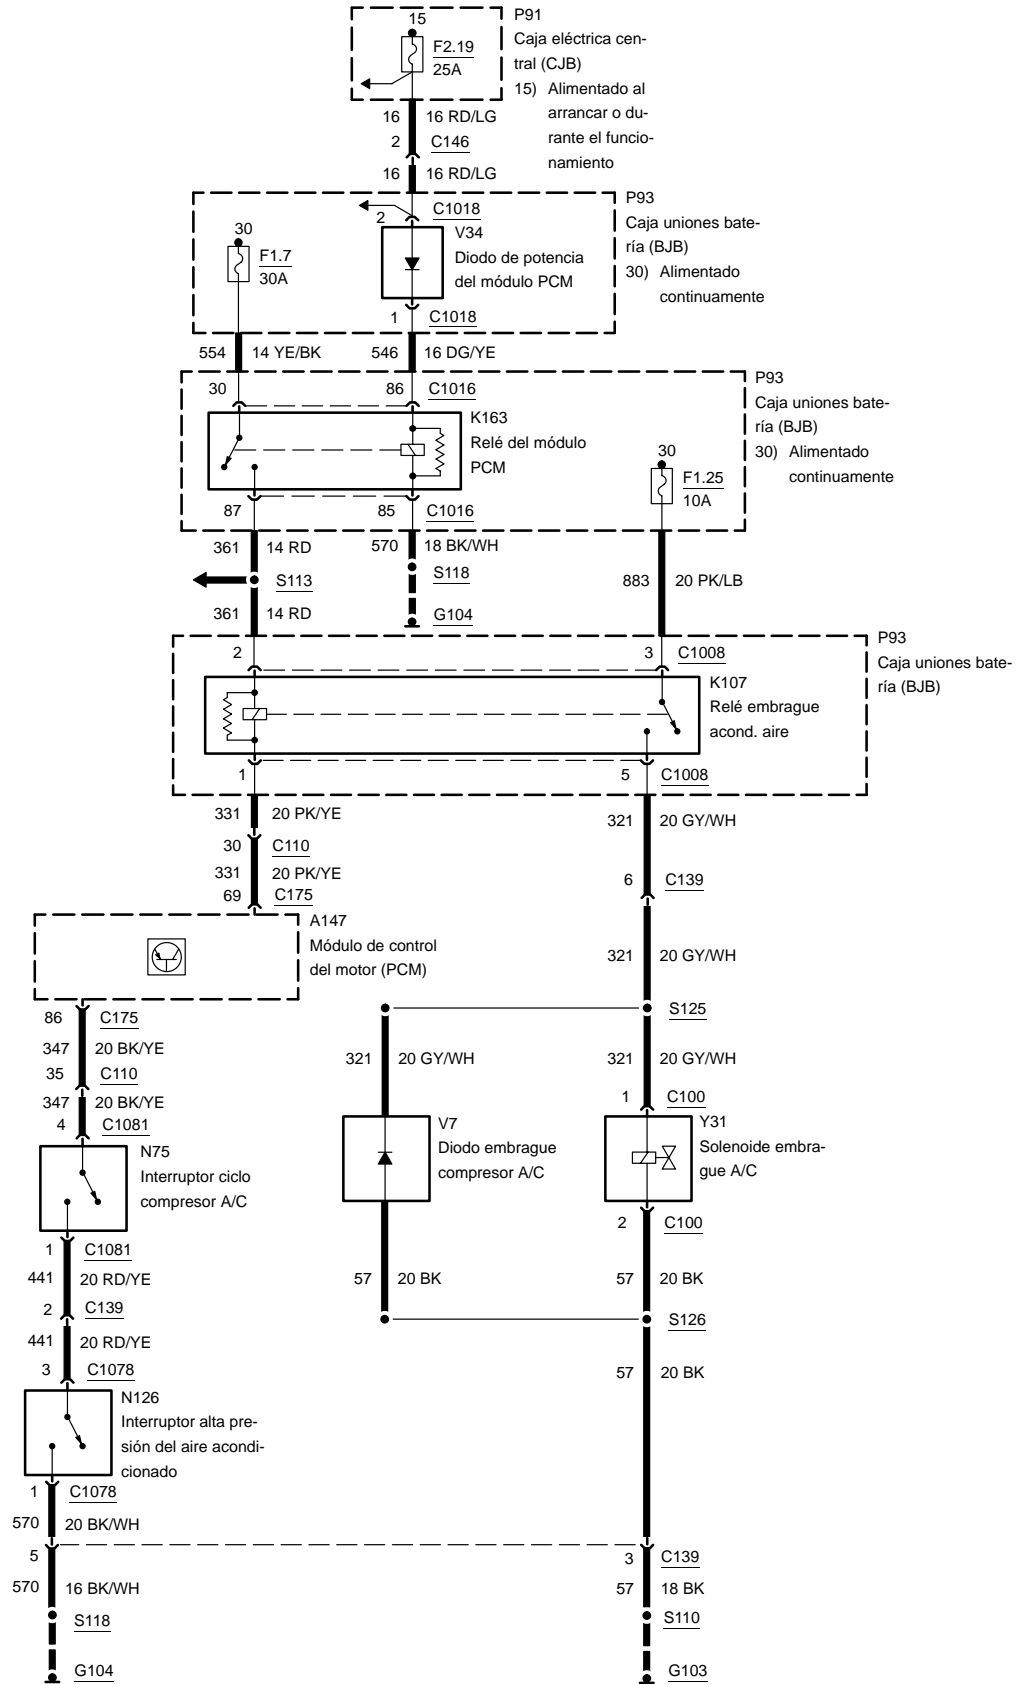 15
F2.19
25A
P91
Caja eléctrica cen-
tral (CJB)
15) Alimentado al
arrancar o du-
rante el funcio-
namiento
16 16 RD/LG
2 C146
16 16 RD/LG
P93
Caja uniones bate-
ría (BJB)
30) Alimentado
continuamente
2 C1018
V34
Diodo de potencia
del módulo PCM
30
F1.7
30A
1 C1018
554 14 YE/BK 546 16 DG/YE
P93
Caja uniones bate-
ría (BJB)
30) Alimentado
continuamente
30 86 C1016
K163
Relé del módulo
PCM
30
F1.25
10A
87 85 C1016
361 14 RD 570 18 BK/WH
S113 S118 883 20 PK/LB
361 14 RD G104
P93
Caja uniones bate-
ría (BJB)
2 3 C1008
K107
Relé embrague
acond. aire
1 5 C1008
331 20 PK/YE 321 20 GY/WH
30 C110
331 20 PK/YE 6 C139
69 C175
A147
Módulo de control
del motor (PCM)
321 20 GY/WH
86 C175 S125
347 20 BK/YE 321 20 GY/WH 321 20 GY/WH
35 C110
347 20 BK/YE 1 C100
4 C1081
N75
Interruptor ciclo
compresor A/C
V7
Diodo embrague
compresor A/C
Y31
Solenoide embra-
gue A/C
2 C100
1 C1081
441 20 RD/YE 57 20 BK 57 20 BK
2 C139 S126
441 20 RD/YE
3 C1078 57 20 BK
N126
Interruptor alta pre-
sión del aire acondi-
cionado
1 C1078
570 20 BK/WH
5 3 C139
570 16 BK/WH 57 18 BK
S118 S110
G104 G103